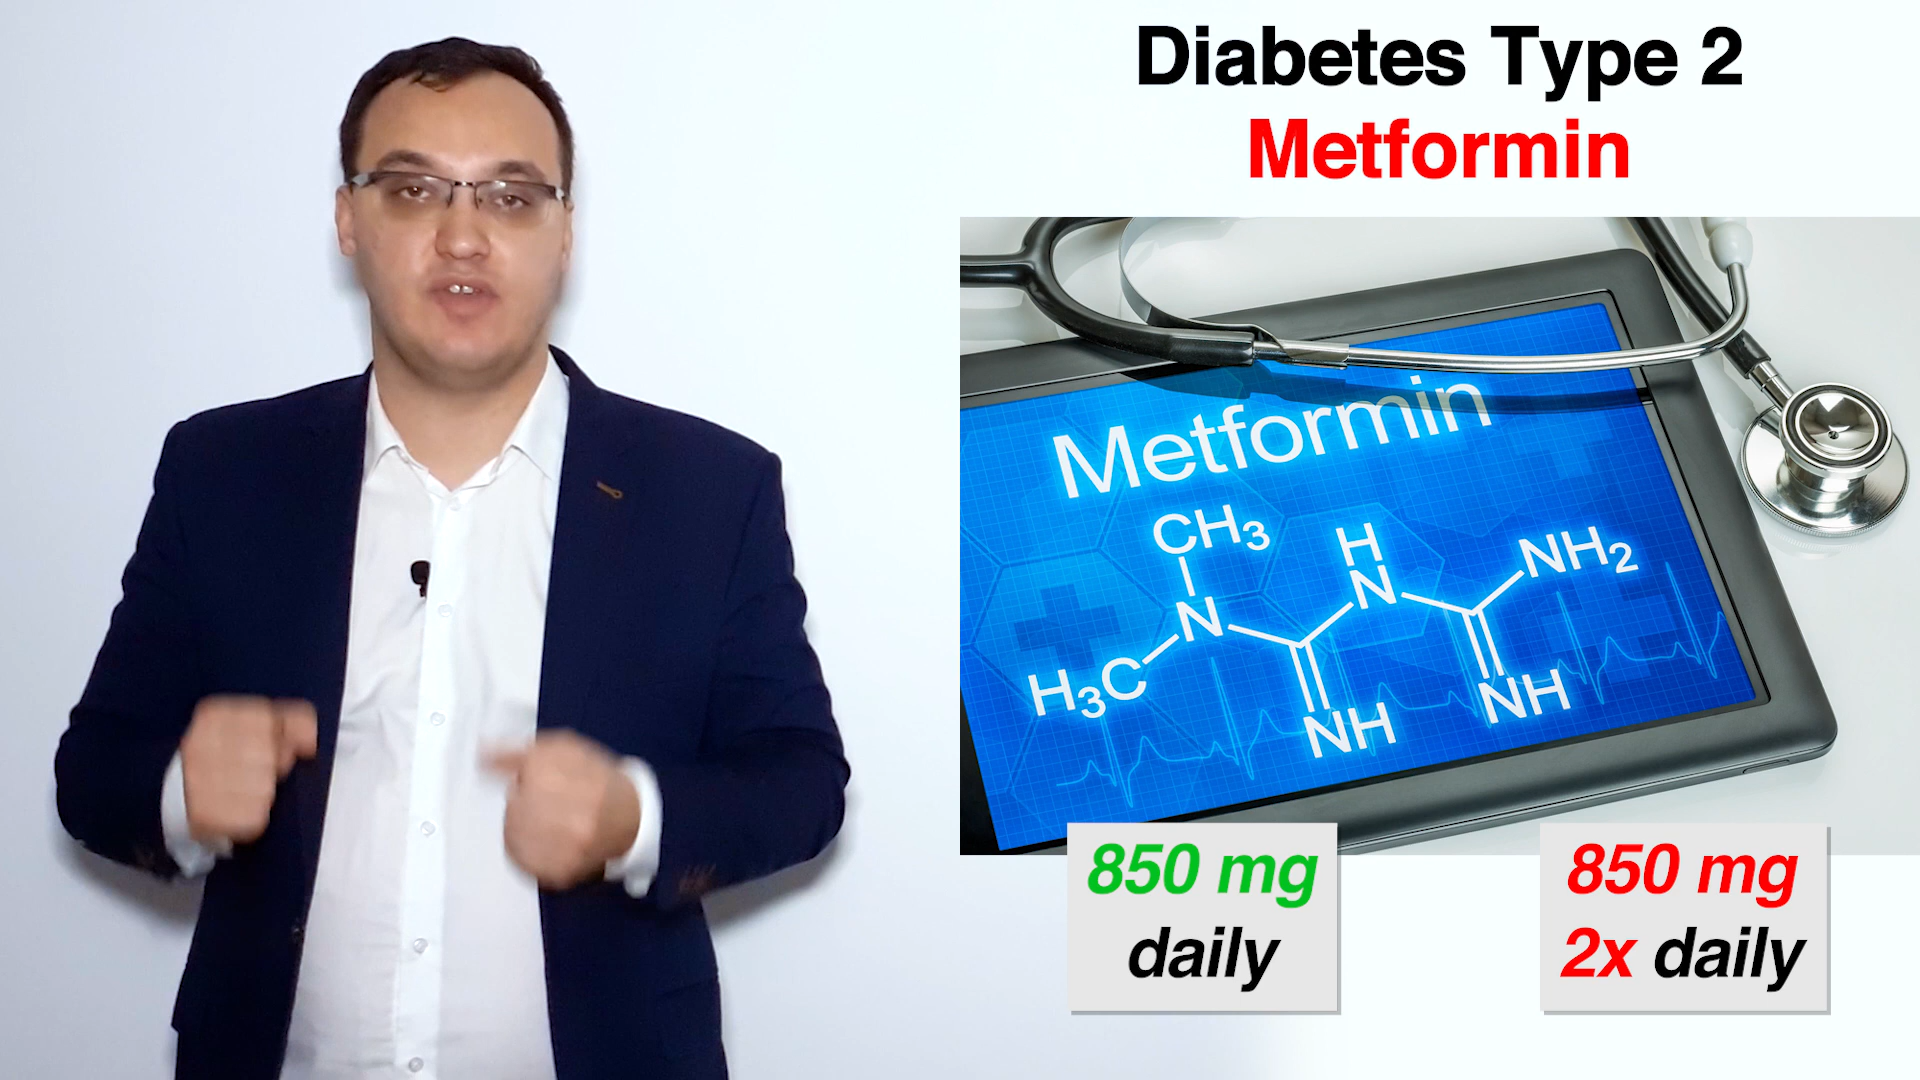 Diabetes Type 2
Metformin
Metformin
CH3
H
N
NH2
N
H3C
NH
NH
850 mg
daily
850 mg
2x daily